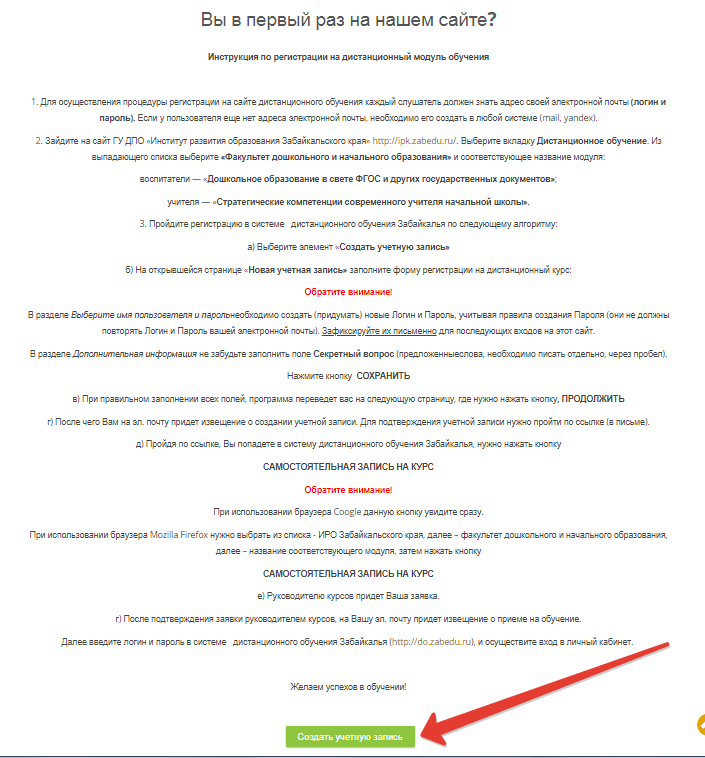 Вы в первый раз на нашем сайте?
Инструкция по регистрации на дистанционный модуль обучения
1. Для осуществления процедуры регистрации на сайте дистанционного обучения каждый слушатель должен знать адрес своей электронной почты (логин и
пароль). Если у пользователя еще нет адреса электронной почты, необходимо его создать в любой системе (mail, yandex).
2. Зайдите на сайт ГУ ДПО «Институт развития образования Забайкальского края» http://ipk.zabedu.ru/. Выберите вкладку Дистанционное обучение. Из
выпадающего списка выберите «Факультет дошкольного и начального образования» и соответствующее название модуля:
воспитатели — «Дошкольное образование в свете ФГОС и других государственных документов»;
учителя — «Стратегические компетенции современного учителя начальной школы».
3. Пройдите регистрацию в системе дистанционного обучения Забайкалья по следующему алгоритму:
а) Выберите элемент «Создать учетную запись»
б) На открывшейся странице «Новая учетная запись» заполните форму регистрации на дистанционный курс:
Обратите внимание!
В разделе Выберите имя пользователя и парольнеобходимо создать (придумать) новые Логин и Пароль, учитывая правила создания Пароля (они не должны
повторять Логин и Пароль вашей электронной почты). Зафиксируйте их письменно для последующих входов на этот сайт.
В разделе Дополнительная информация не забудьте заполнить поле Секретный вопрос (предложенныеслова, необходимо писать отдельно, через пробел).
Нажмите кнопку СОХРАНИТЬ
в) При правильном заполнении всех полей, программа переведет вас на следующую страницу, где нужно нажать кнопку, ПРОДОЛЖИТЬ
г) После чего Вам на эл. почту придет извещение о создании учетной записи. Для подтверждения учетной записи нужно пройти по ссылке (в письме).
д) Пройдя по ссылке, Вы попадете в систему дистанционного обучения Забайкалья, нужно нажать кнопку
САМОСТОЯТЕЛЬНАЯ ЗАПИСЬ НА КУРС
Обратите внимание!
При использовании браузера Coogle данную кнопку увидите сразу.
При использовании браузера Mozilla Firefox нужно выбрать из списка - ИРО Забайкальского края, далее – факультет дошкольного и начального образования,
далее – название соответствующего модуля, затем нажать кнопку
САМОСТОЯТЕЛЬНАЯ ЗАПИСЬ НА КУРС
е) Руководителю курсов придет Ваша заявка.
г) После подтверждения заявки руководителем курсов, на Вашу эл. почту придет извещение о приеме на обучение.
Далее введите логин и пароль в системе дистанционного обучения Забайкалья (http://do.zabedu.ru), и осуществите вход в личный кабинет.
Желаем успехов в обучении!
Создать учетную запись